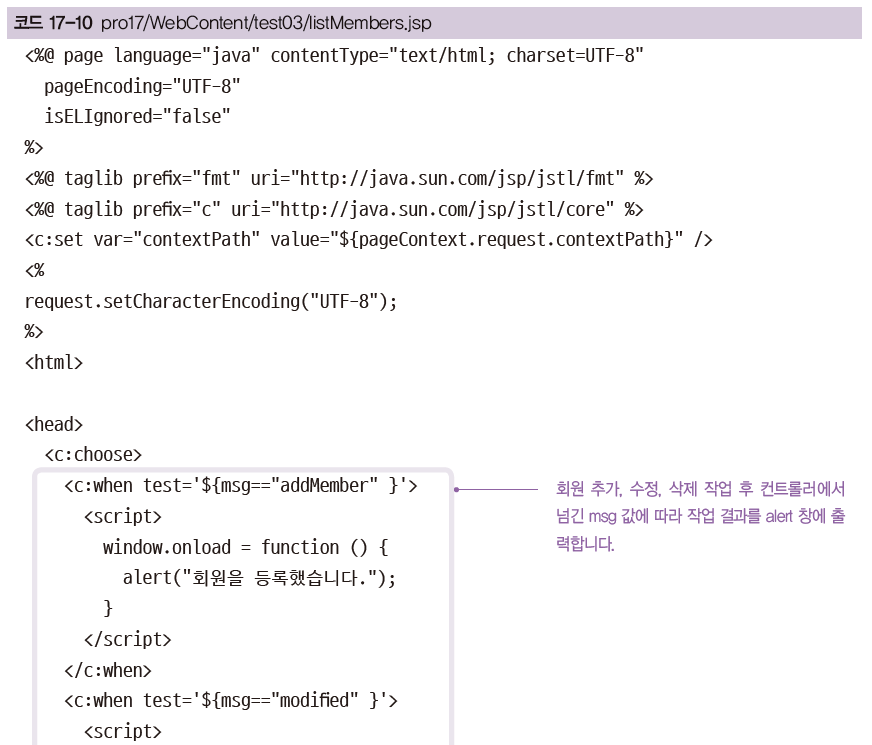 코드 17-10 pro17/WebContent/test03/listMembers.jsp
<%@ page language="java" contentType="text/html; charset=UTF-8"
pageEncoding="UTF-8"
isELIgnored="false"
%>
<%@ taglib prefix="fmt" uri="http://java.sun.com/jsp/jstl/fmt" %>
<%@ taglib prefix="c" uri="http://java.sun.com/jsp/jstl/core" %>
<c:set var="contextPath" value="${pageContext.request.contextPath}" />
<%
request.setCharacterEncoding("UTF-8");
%>
<html>
<head>
<c:choose>
<c:when test='${msg=="addMember" }'>
<script>
window.onload = function () {
alert("회원을 등록했습니다.");
}
</script>
</c:when>
<c:when test='${msg=="modified" }'>
<script>
회원 추가, 수정, 삭제 작업 후 컨트롤러에서
넘긴 msg 값에 따라 작업 결과를 alert 창에 출
력합니다.